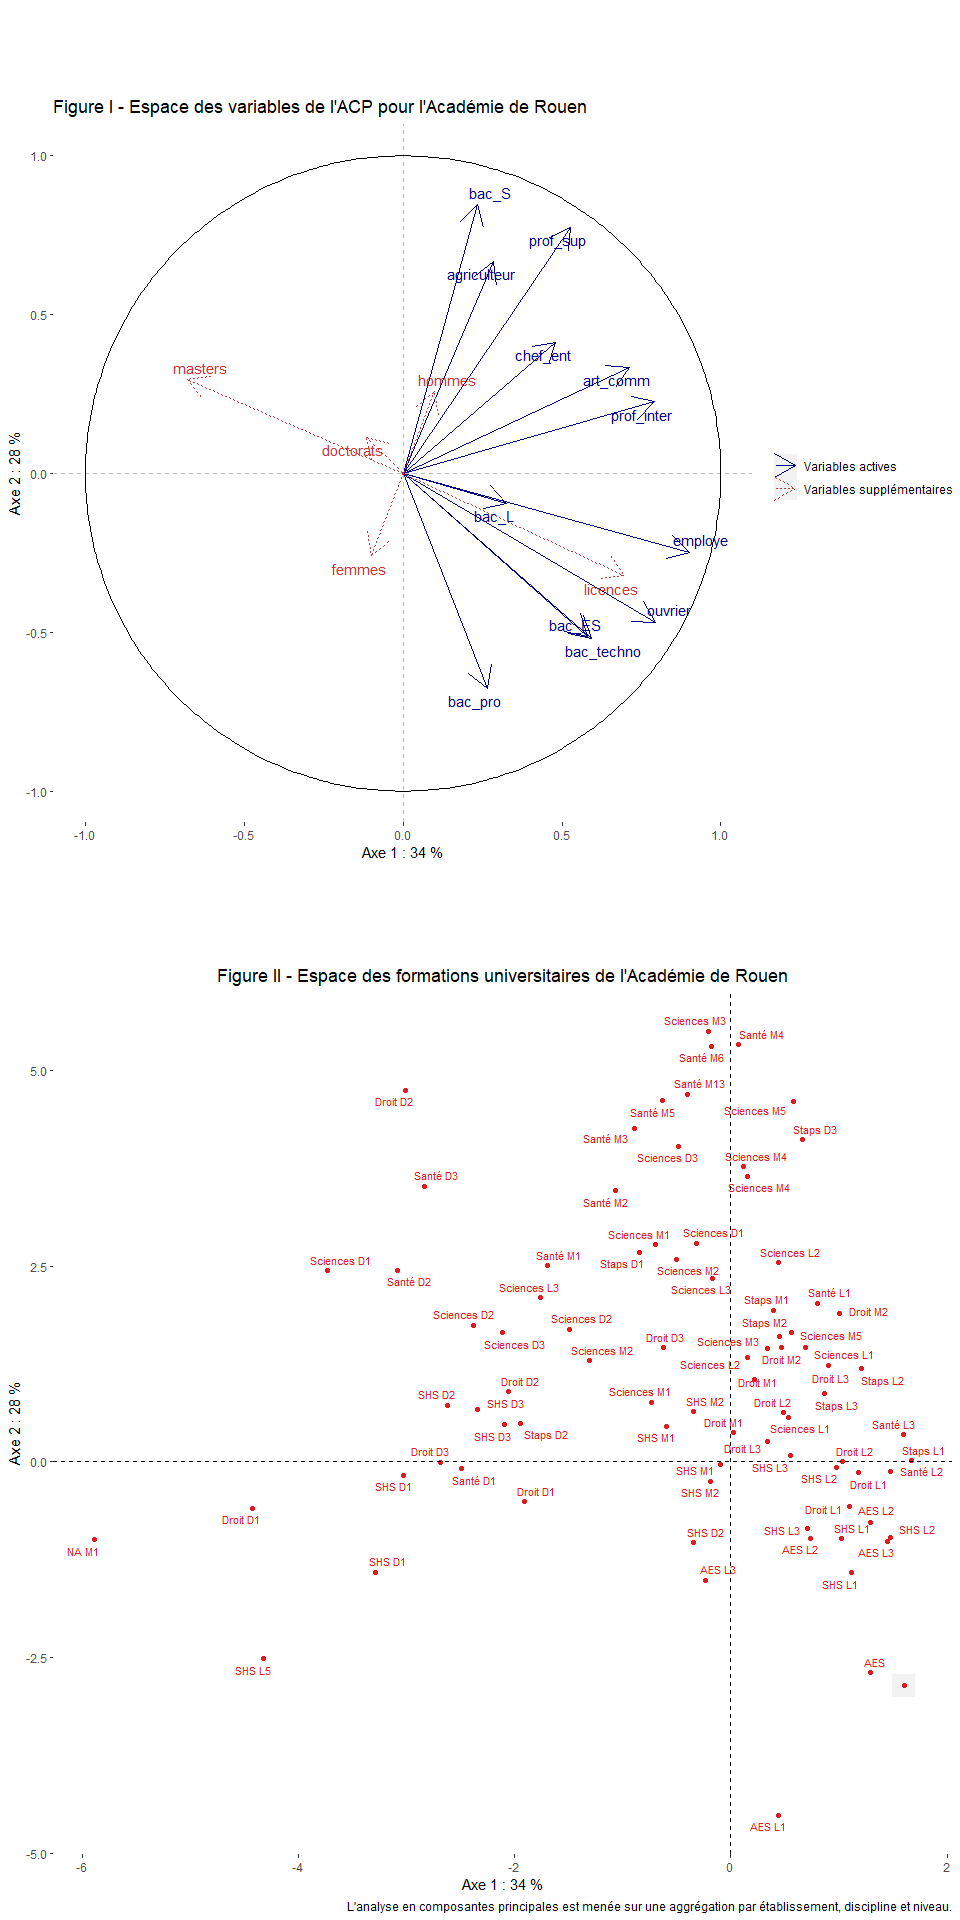 Figure I - Espace des variables de l'ACP pour l'Académie de Rouen
1.0
bac_S
prof_sup
agriculteur
0.5
chef_ent
masters
hommes
art_comm
prof_inter
doctorats
Axe 2 : 28 %
0.0
Variables actives
Variables supplémentaires
bac_L
employe
femmes
licences
ouvrier
-0.5
bac_ES
bac_techno
bac_pro
-1.0
-1.0 -0.5 0.0 0.5 1.0
Axe 1 : 34 %
Figure II - Espace des formations universitaires de l'Académie de Rouen
Sciences M3
Santé M4
Santé M6
5.0
Santé M13
Droit D2
Santé M5
Sciences M5
Staps D3
Santé M3
Sciences D3
Sciences M4
Santé D3
Sciences M4
Santé M2
Sciences M1
Sciences D1
Sciences L2
Santé M1
Sciences D1
Staps D1
Sciences M2
2.5
Santé D2
Sciences L3
Sciences L3
Santé L1
Staps M1
Droit M2
Sciences D2
Sciences D2
Staps M2
Sciences M5
Droit D3
Sciences M3
Sciences D3
Sciences M2
Droit M2
Sciences L1
Sciences L2
Droit L3
Staps L2
Droit D2
Droit M1
Sciences M1
SHS D2
SHS D3
SHS M2
Droit L2
Staps L3
Droit M1
Sciences L1
Santé L3
SHS D3
Staps D2
SHS M1
Axe 2 : 28 %
Droit D3
Droit L3
Droit L2
Staps L1
0.0
SHS M1
SHS L3
SHS L2
Santé L2
SHS D1
Santé D1
Droit L1
SHS M2
Droit D1
Droit L1
AES L2
Droit D1
SHS D2
SHS L3
SHS L1
SHS L2
NA M1
AES L2
AES L3
SHS D1
AES L3
SHS L1
-2.5
SHS L5
AES
AES L1
-5.0
-6 -4 -2 0 2
Axe 1 : 34 %
L'analyse en composantes principales est menée sur une aggrégation par établissement, discipline et niveau.